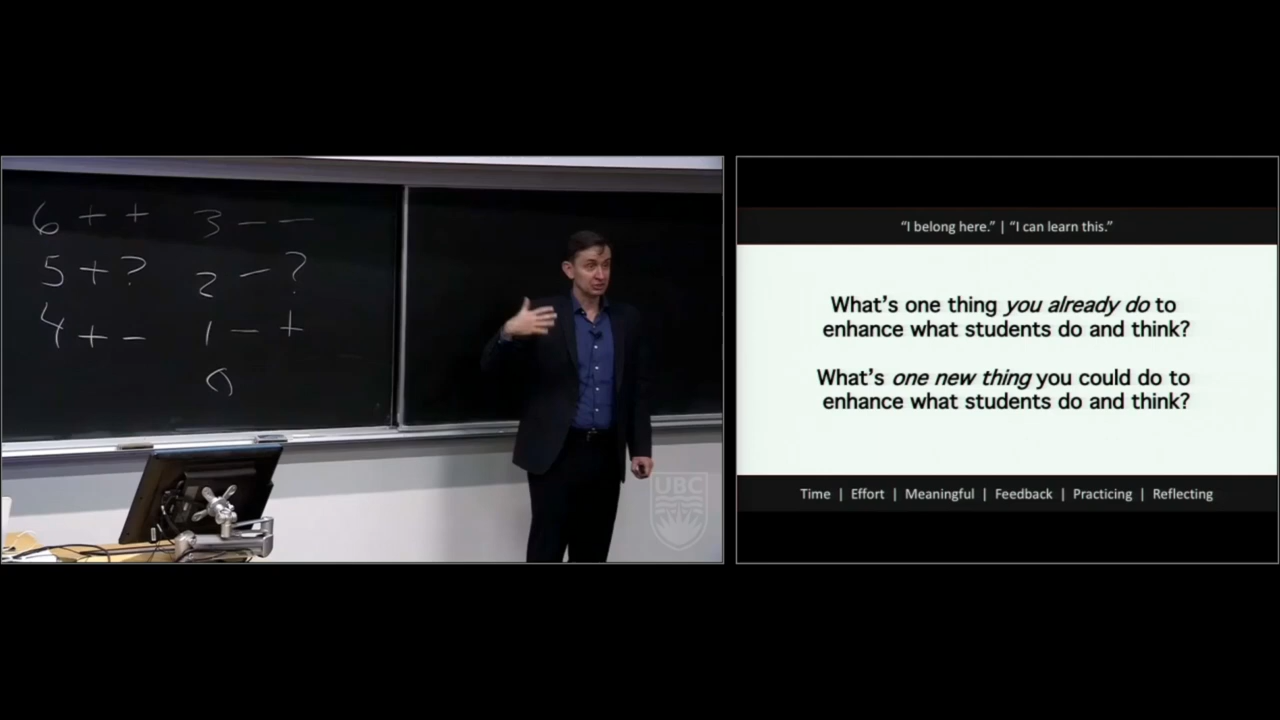 6 + + 3 − −
5 + ? 2 − ?
4 + − 1 − +
0
UBC
“I belong here.” | “I can learn this.”
What’s one thing you already do to
enhance what students do and think?
What’s one new thing you could do to
enhance what students do and think?
Time | Effort | Meaningful | Feedback | Practicing | Reflecting